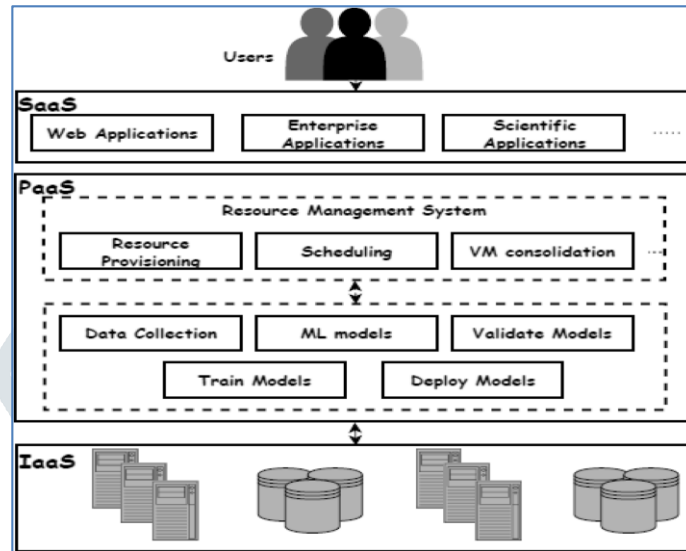 Users
SaaS
Web Applications
Enterprise
Applications
Scientific
Applications
.....
PaaS
Resource Management System
Resource
Provisioning
Scheduling
VM consolidation
...
Data Collection
ML models
Validate Models
Train Models
Deploy Models
IaaS